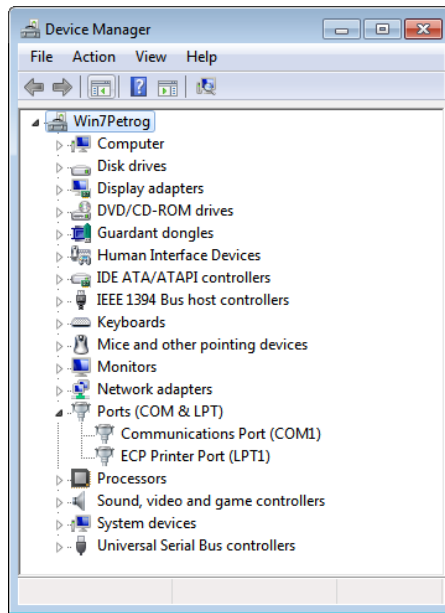 Device Manager
File Action View Help
Win7Petrog
Computer
Disk drives
Display adapters
DVD/CD-ROM drives
Guardant dongles
Human Interface Devices
IDE ATA/ATAPI controllers
IEEE 1394 Bus host controllers
Keyboards
Mice and other pointing devices
Monitors
Network adapters
Ports (COM & LPT)
Communications Port (COM1)
ECP Printer Port (LPT1)
Processors
Sound, video and game controllers
System devices
Universal Serial Bus controllers